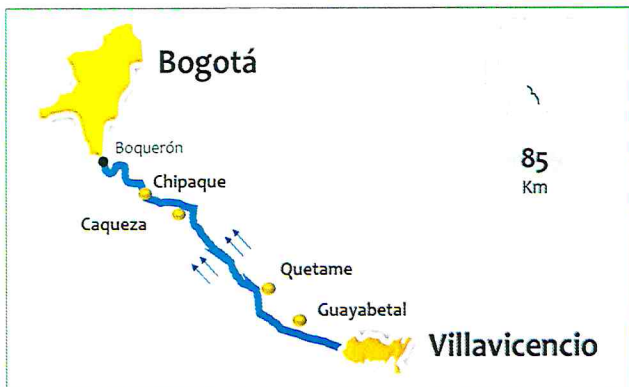 Bogotá
Boquerón
85
Km
Chipaque
Caqueza
Quetame
Guayabetal
Villavicencio